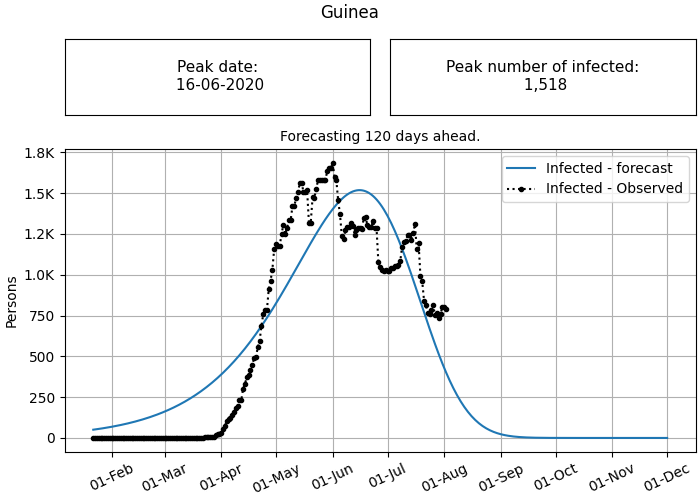 Guinea
Peak date:
16-06-2020
Peak number of infected:
1,518
Forecasting 120 days ahead.
Persons
1.8K
1.5K
1.2K
1.0K
750
500
250
0
Infected - forecast
Infected - Observed
01-Feb
01-Mar
01-Apr
01-May
01-Jun
01-Jul
01-Aug
01-Sep
01-Oct
01-Nov
01-Dec